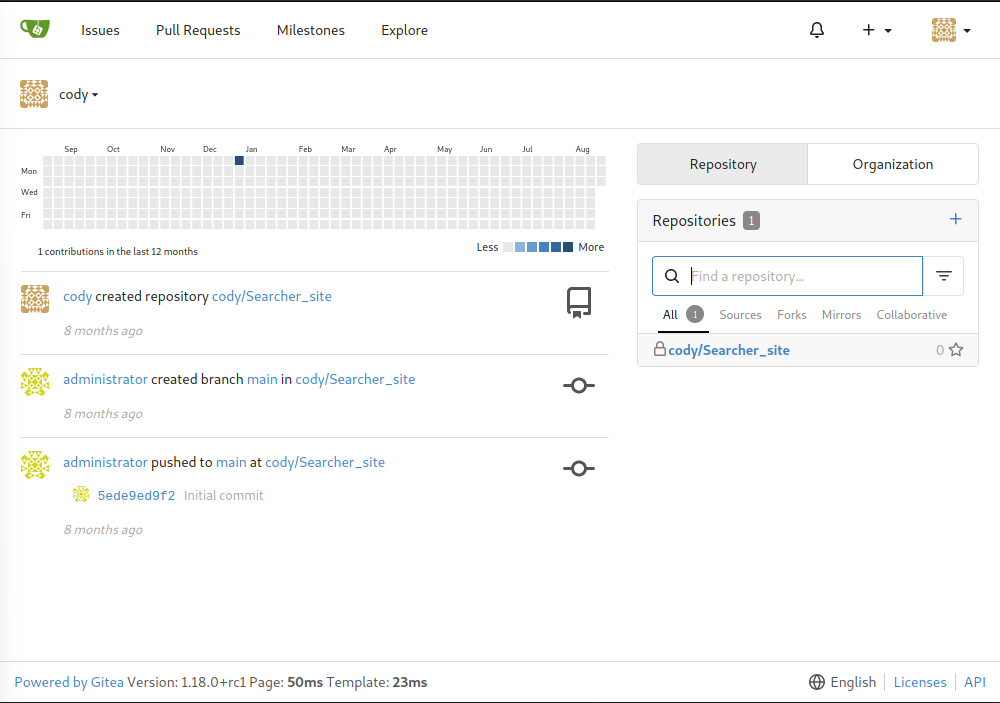 Issues Pull Requests Milestones Explore
cody
Sep Oct Nov Dec Jan Feb Mar Apr May Jun Jul Aug
Mon
Wed
Fri
1 contributions in the last 12 months
Less More
cody created repository cody/Searcher_site
8 months ago
administrator created branch main in cody/Searcher_site
8 months ago
administrator pushed to main at cody/Searcher_site
5ede9ed9f2 Initial commit
8 months ago
Repository Organization
Repositories 1
Find a repository...
All 1 Sources Forks Mirrors Collaborative
cody/Searcher_site 0
Powered by Gitea Version: 1.18.0+rc1 Page: 50ms Template: 23ms
English Licenses API